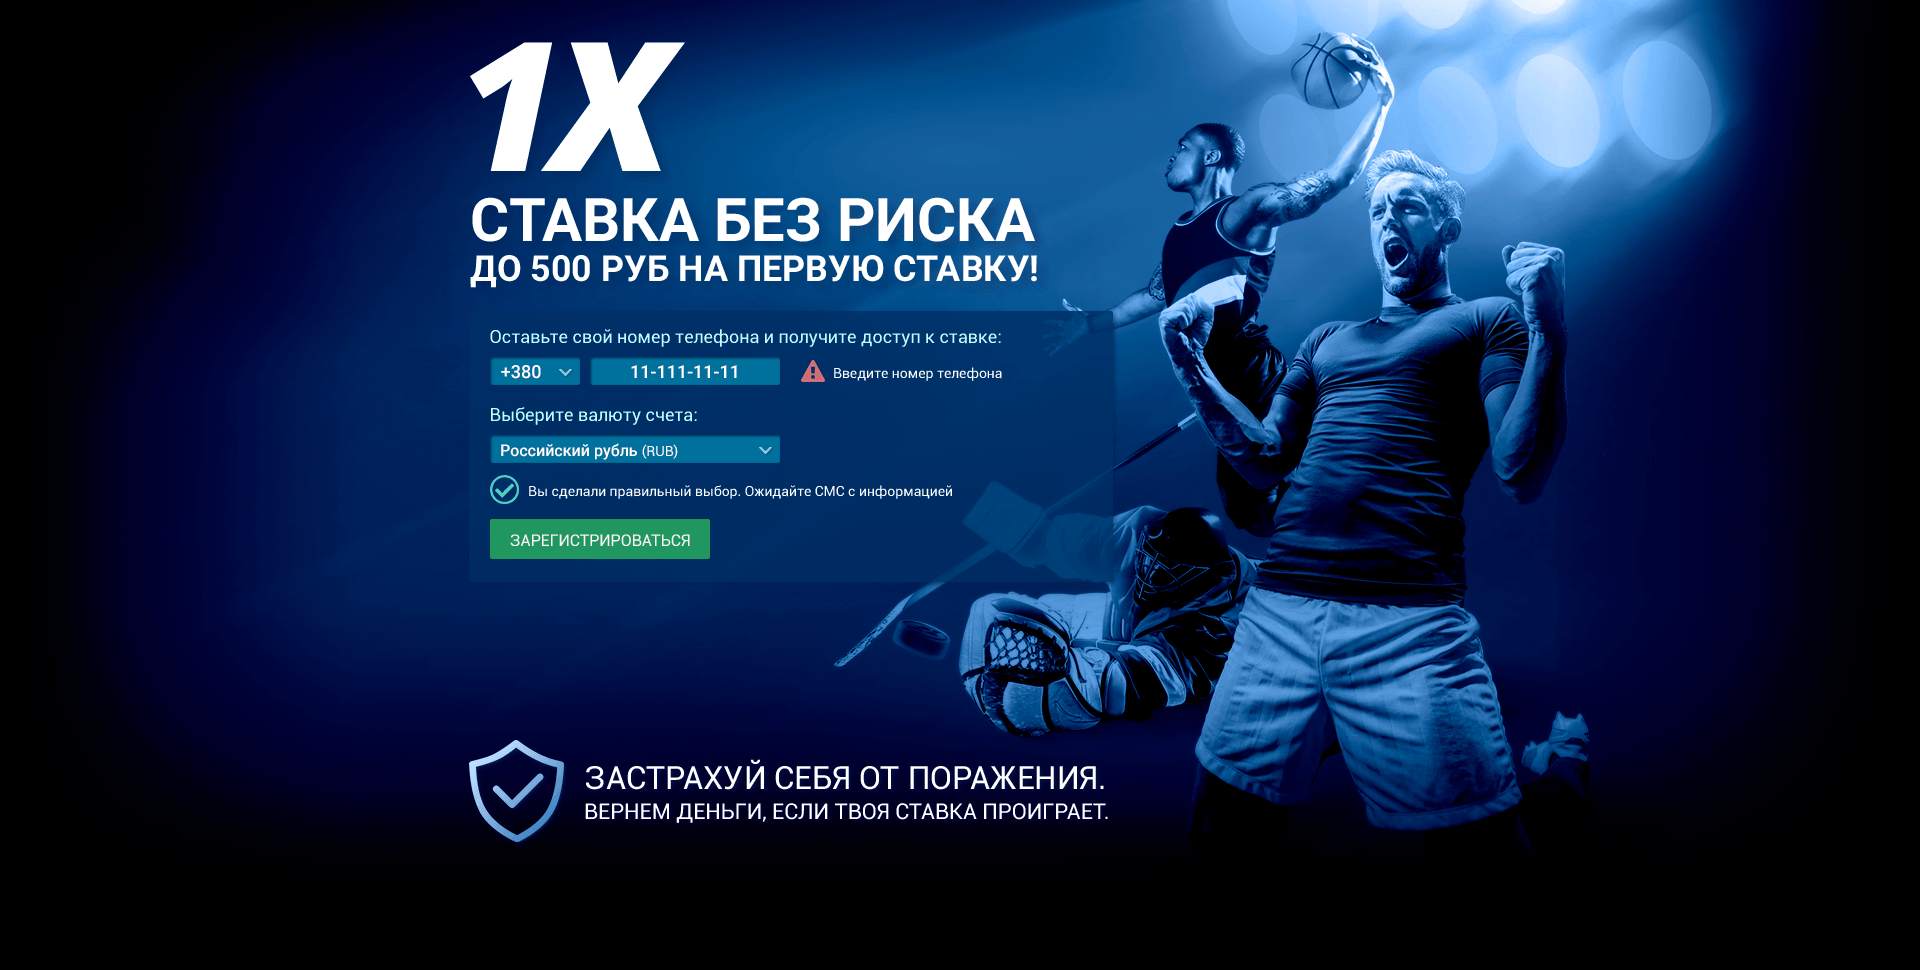 1X
СТАВКА БЕЗ РИСКА
ДО 500 РУБ НА ПЕРВУЮ СТАВКУ!
Оставьте свой номер телефона и получите доступ к ставке:
+380 11-111-11-11 Введите номер телефона
Выберите валюту счета:
Российский рубль (RUB)
Вы сделали правильный выбор. Ожидайте СМС с информацией
ЗАРЕГИСТРИРОВАТЬСЯ
ЗАСТРАХУЙ СЕБЯ ОТ ПОРАЖЕНИЯ.
ВЕРНЕМ ДЕНЬГИ, ЕСЛИ ТВОЯ СТАВКА ПРОИГРАЕТ.